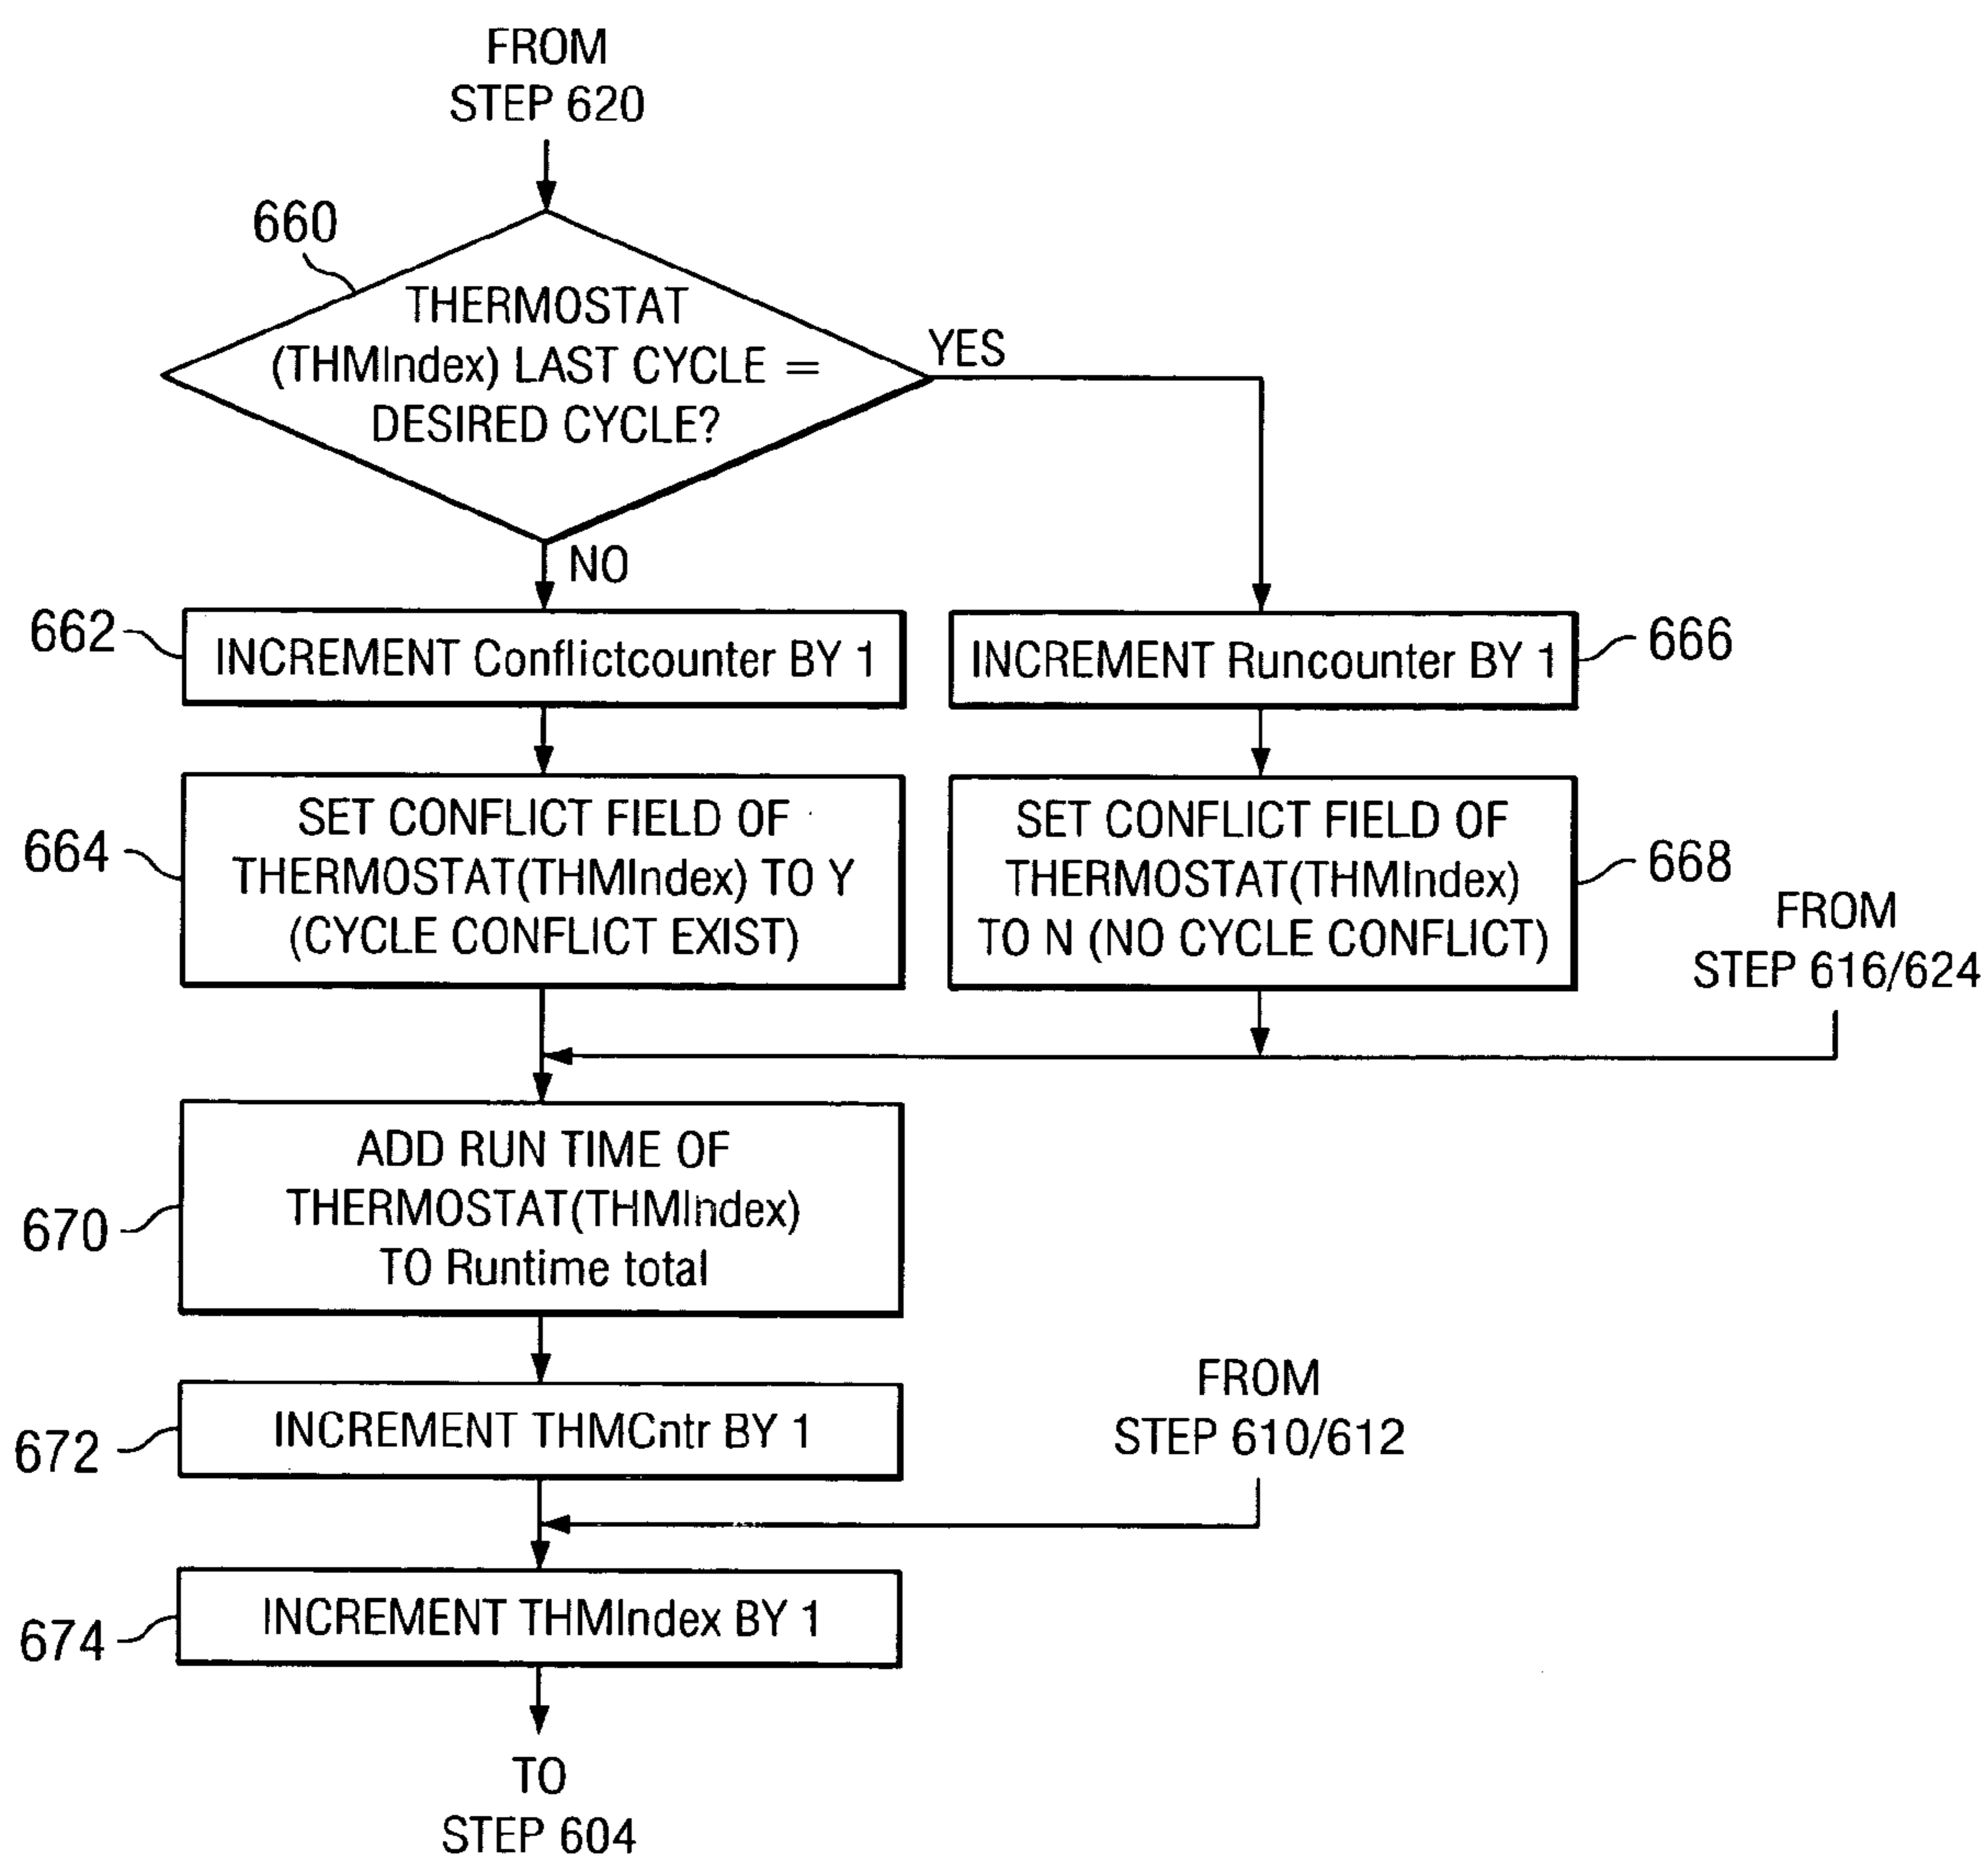 FROM
STEP 620
660
THERMOSTAT
(THMIndex) LAST CYCLE =
DESIRED CYCLE?
YES
NO
662
INCREMENT Conflictcounter BY 1
INCREMENT Runcounter BY 1
666
664
SET CONFLICT FIELD OF
THERMOSTAT(THMIndex) TO Y
(CYCLE CONFLICT EXIST)
SET CONFLICT FIELD OF
THERMOSTAT(THMIndex)
TO N (NO CYCLE CONFLICT)
668
FROM
STEP 616/624
670
ADD RUN TIME OF
THERMOSTAT(THMIndex)
TO Runtime total
672
INCREMENT THMCntr BY 1
FROM
STEP 610/612
674
INCREMENT THMIndex BY 1
TO
STEP 604